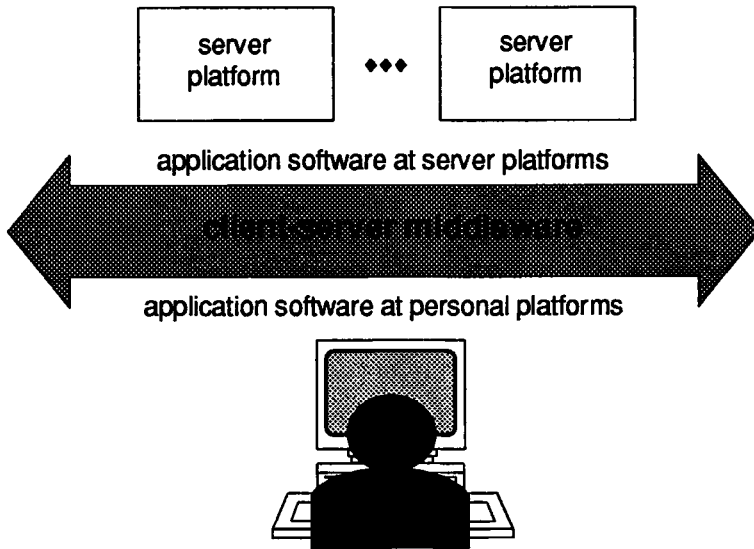 server
platform
server
platform
application software at server platforms
client-server middleware
application software at personal platforms